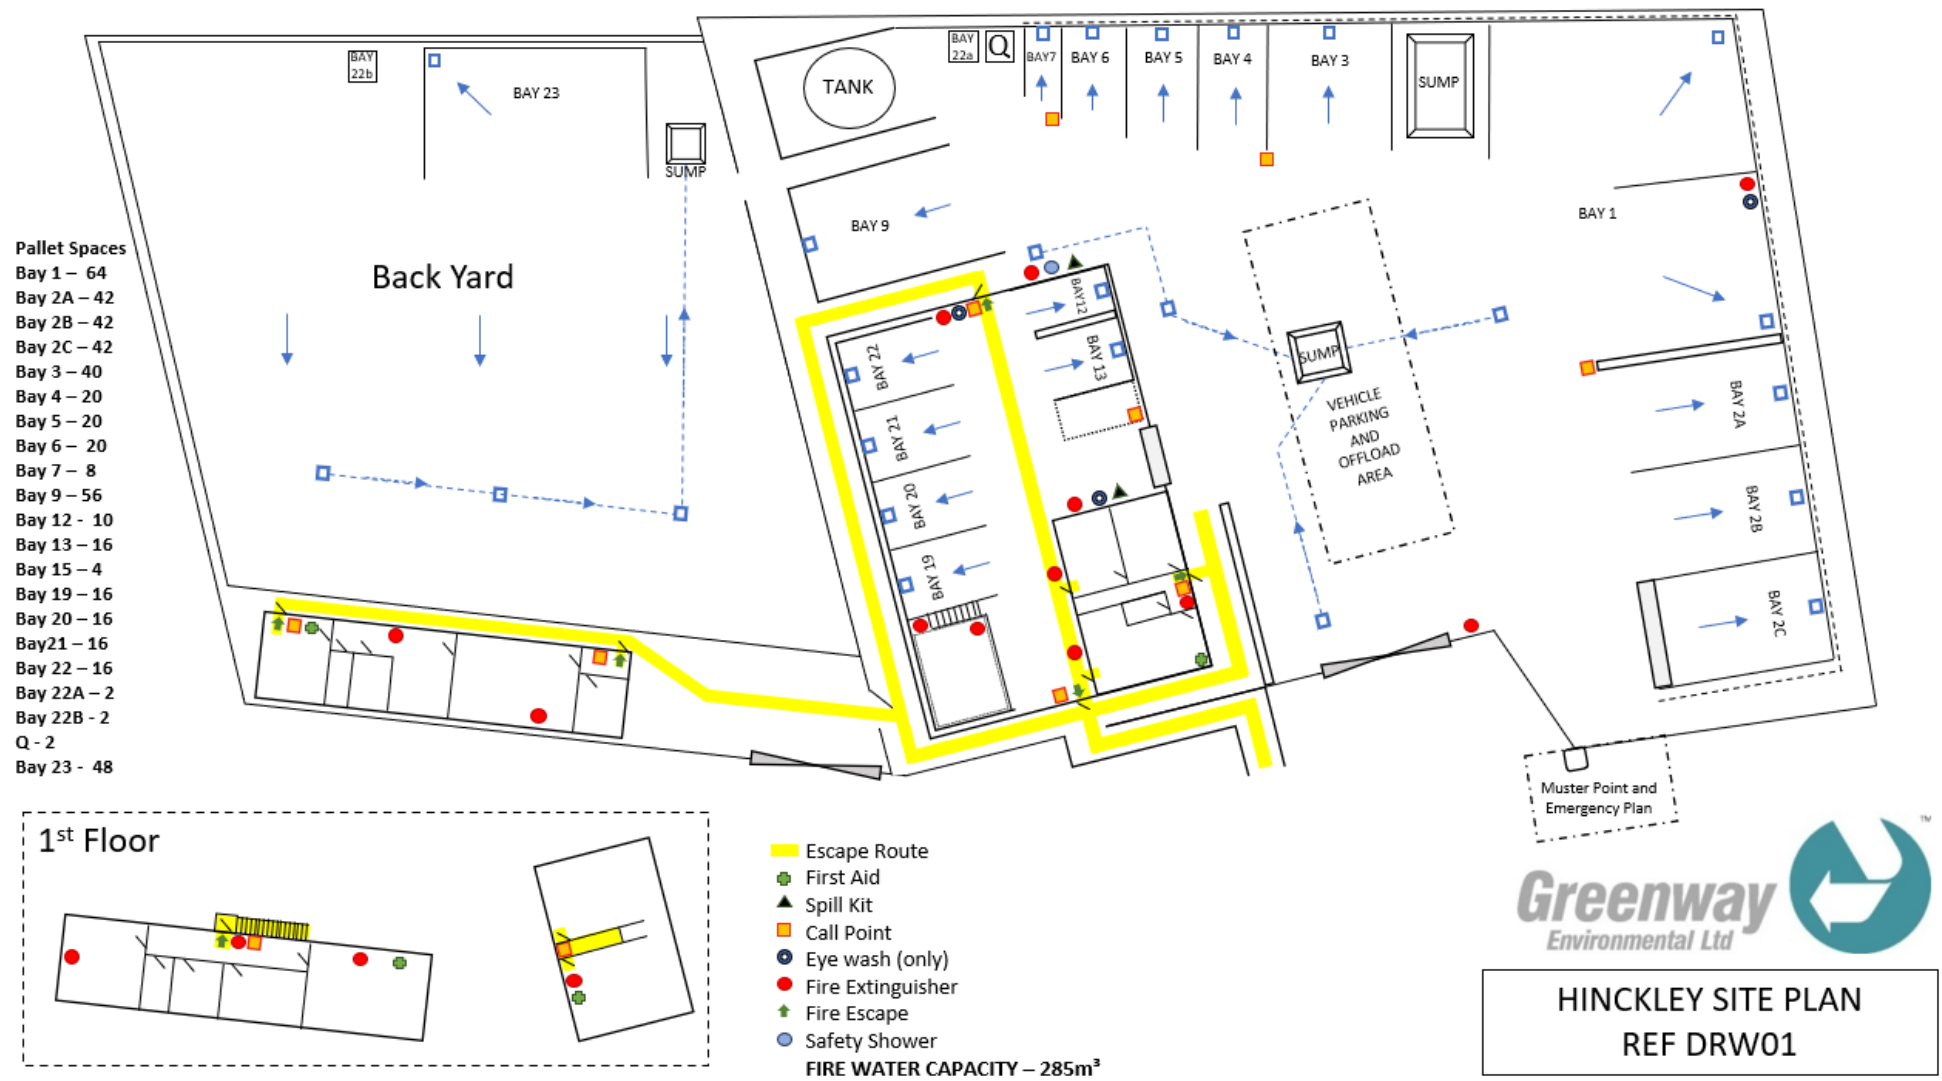 BAY
22b
BAY 23
SUMP
Back Yard
TANK
BAY
22a
Q
BAY7
BAY 6
BAY 5
BAY 4
BAY 3
SUMP
BAY 9
BAY 1
BAY12
BAY 13
BAY 22
BAY 21
BAY 20
BAY 19
SUMP
VEHICLE
PARKING
AND
OFFLOAD
AREA
BAY 2A
BAY 2B
BAY 2C
Muster Point and
Emergency Plan
Pallet Spaces
Bay 1 – 64
Bay 2A – 42
Bay 2B – 42
Bay 2C – 42
Bay 3 – 40
Bay 4 – 20
Bay 5 – 20
Bay 6 – 20
Bay 7 – 8
Bay 9 – 56
Bay 12 - 10
Bay 13 – 16
Bay 15 – 4
Bay 19 – 16
Bay 20 – 16
Bay21 – 16
Bay 22 – 16
Bay 22A – 2
Bay 22B - 2
Q - 2
Bay 23 - 48
1st Floor
Escape Route
First Aid
Spill Kit
Call Point
Eye wash (only)
Fire Extinguisher
Fire Escape
Safety Shower
FIRE WATER CAPACITY – 285m³
Greenway
Environmental Ltd
TM
HINCKLEY SITE PLAN
REF DRW01